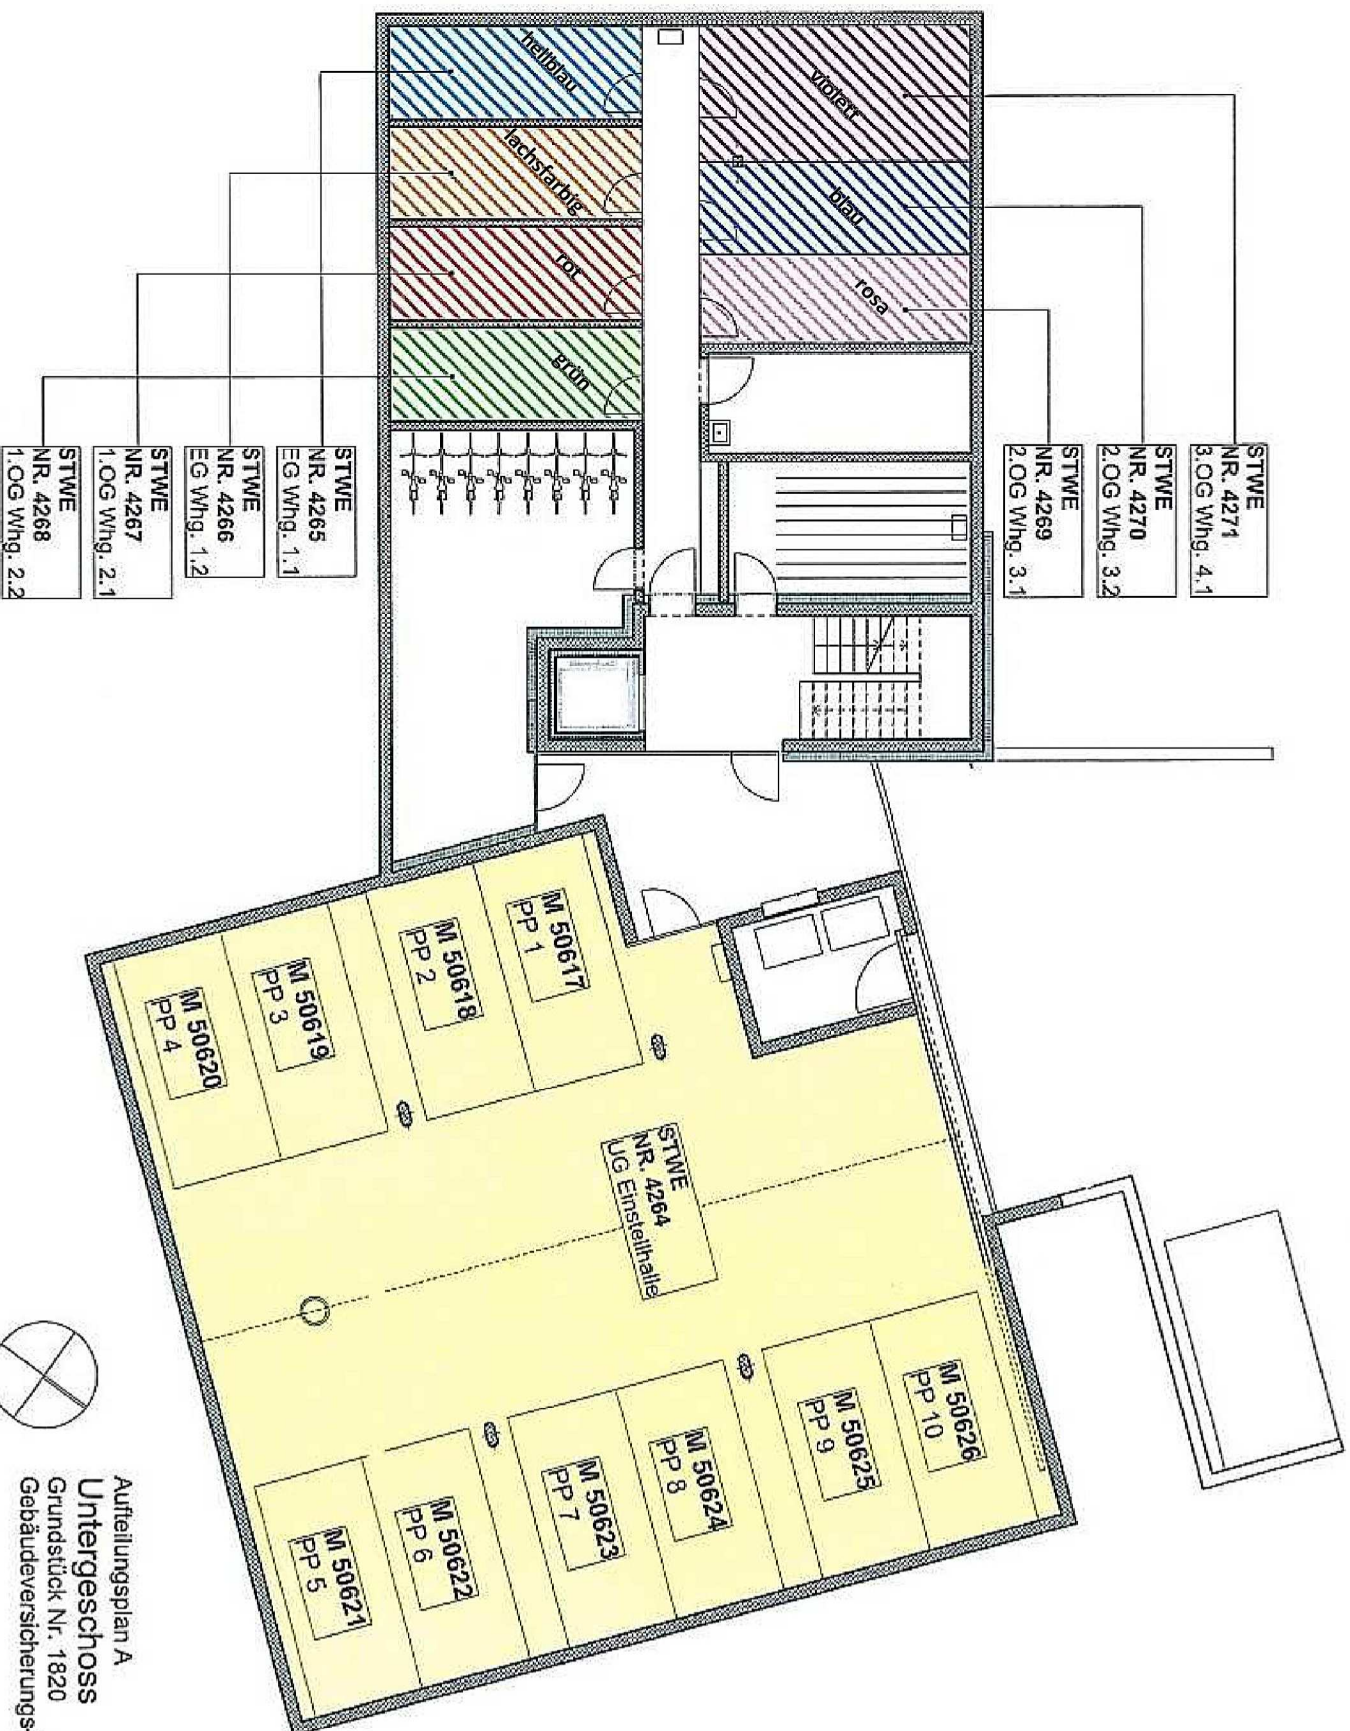 hellblau
lachsfarbig
rot
grün
violett
blau
rosa
STWE
NR. 4271
3.OG Whg. 4.1
STWE
NR. 4270
2.OG Whg. 3.2
STWE
NR. 4269
2.OG Whg. 3.1
STWE
NR. 4265
EG Whg. 1.1
STWE
NR. 4266
EG Whg. 1.2
STWE
NR. 4267
1.OG Whg. 2.1
STWE
NR. 4268
1.OG Whg. 2.2
M 50617
PP 1
M 50618
PP 2
M 50619
PP 3
M 50620
PP 4
STWE
NR. 4264
UG Einstellhalle
M 50626
PP 10
M 50625
PP 9
M 50624
PP 8
M 50623
PP 7
M 50622
PP 6
M 50621
PP 5
Aufteilungsplan A
Untergeschoss
Grundstück Nr. 1820
Gebäudeversicherungs-